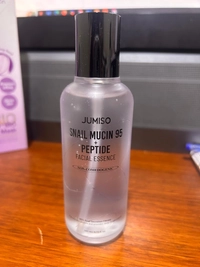 JUMISO
SNAIL MUCIN 95
+
PEPTIDE
FACIAL ESSENCE